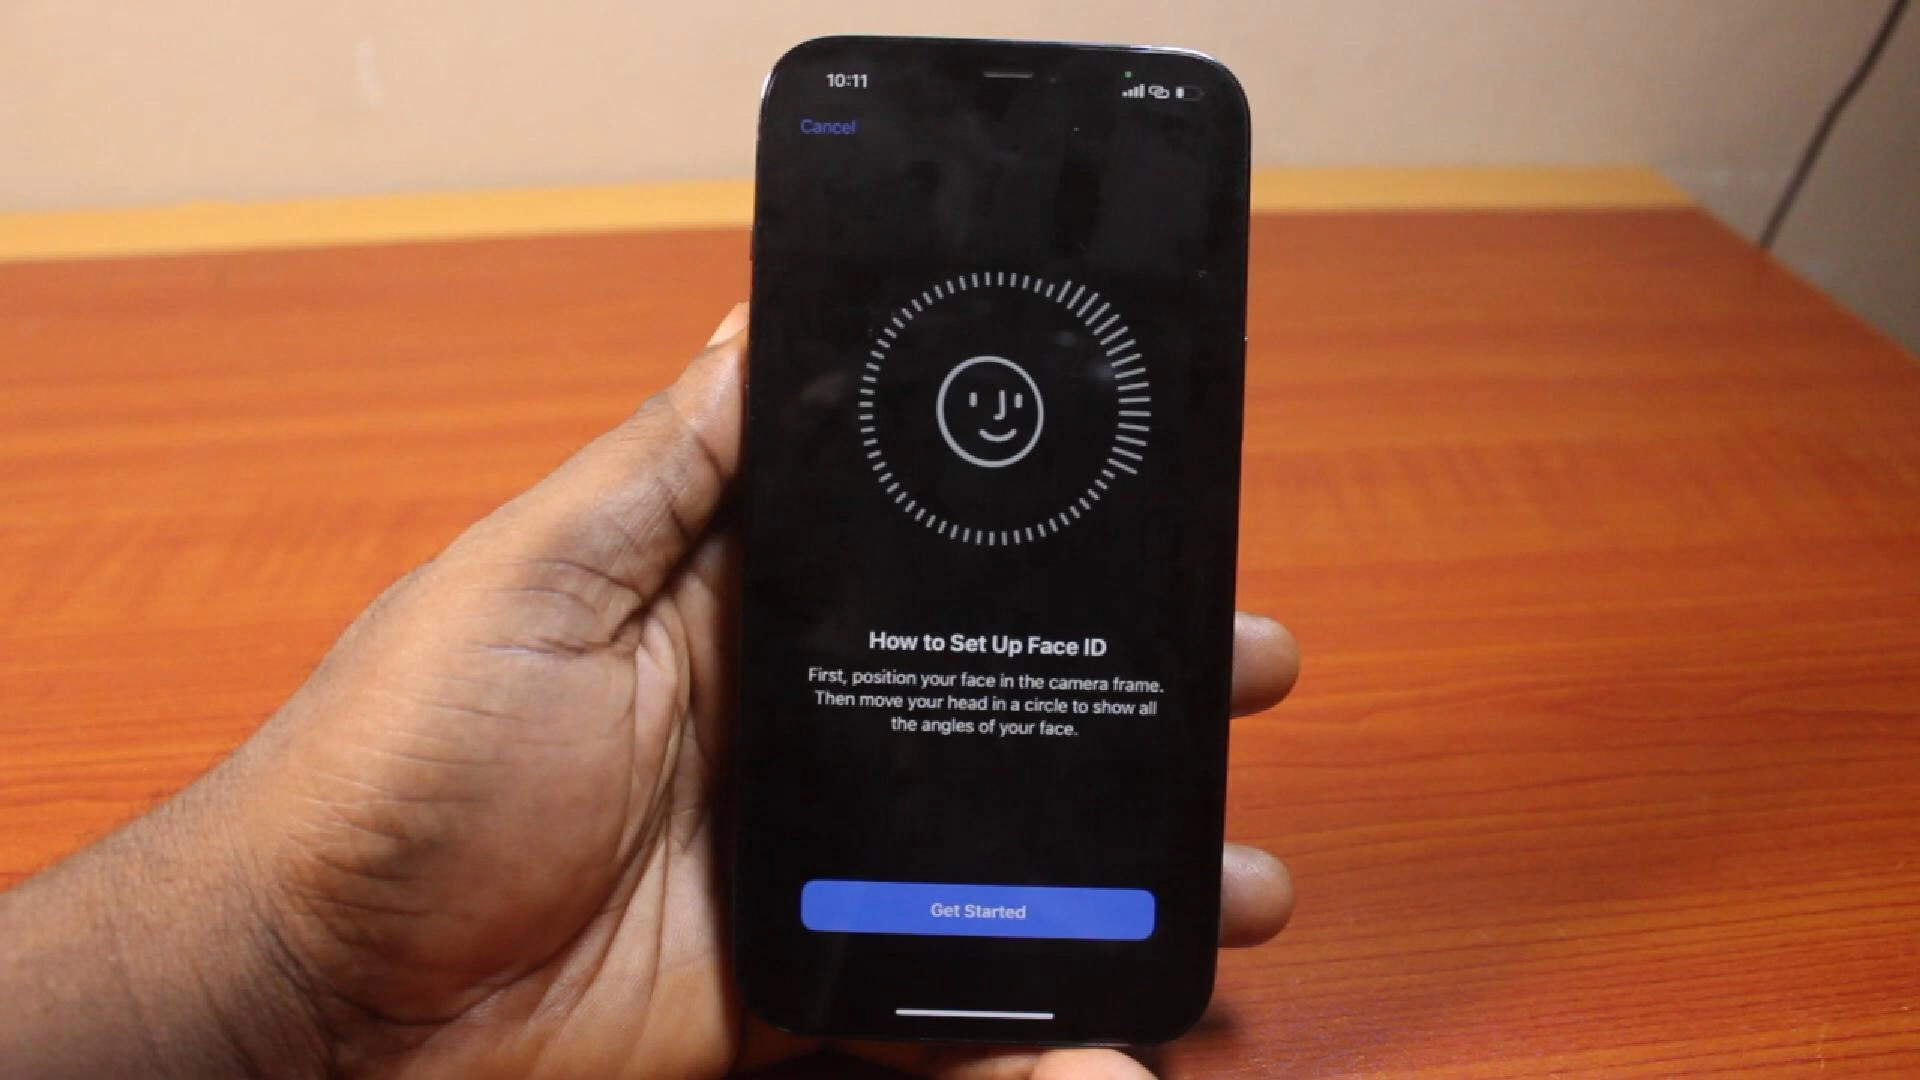 10:11
Cancel
How to Set Up Face ID
First, position your face in the camera frame.
Then move your head in a circle to show all
the angles of your face.
Get Started